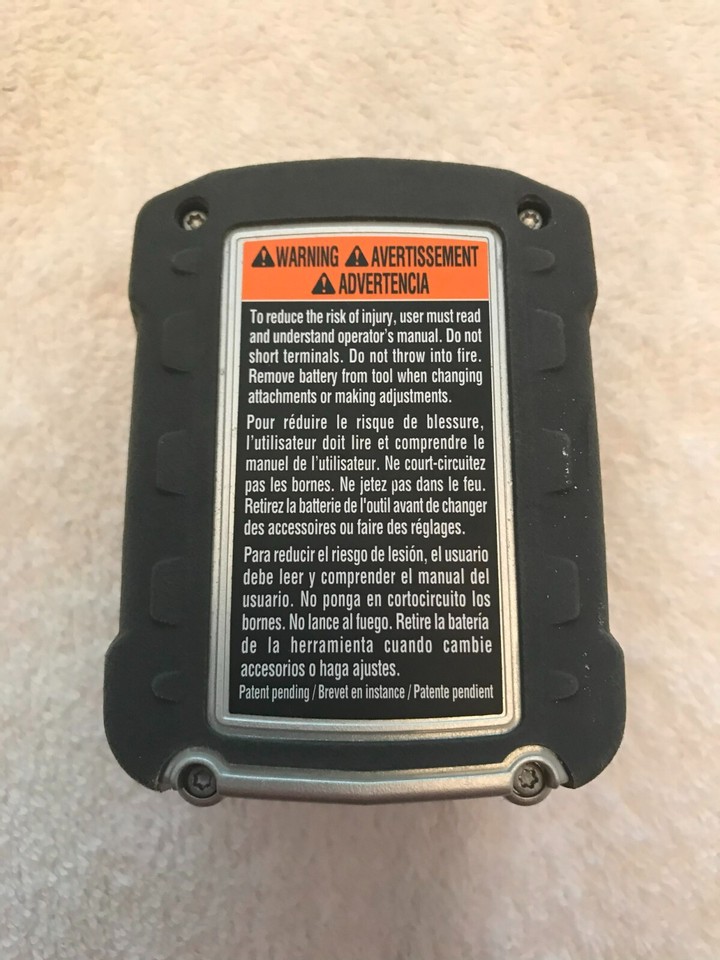 WARNING AVERTISSEMENT
ADVERTENCIA
To reduce the risk of injury, user must read
and understand operator's manual. Do not
short terminals. Do not throw into fire.
Remove battery from tool when changing
attachments or making adjustments.
Pour réduire le risque de blessure,
l'utilisateur doit lire et comprendre le
manuel de l'utilisateur. Ne court-circuitez
pas les bornes. Ne jetez pas dans le feu.
Retirez la batterie de l'outil avant de changer
des accessoires ou faire des réglages.
Para reducir el riesgo de lesión, el usuario
debe leer y comprender el manual del
usuario. No ponga en cortocircuito los
bornes. No lance al fuego. Retire la batería
de la herramienta cuando cambie
accesorios o haga ajustes.
Patent pending / Brevet en instance / Patente pendient